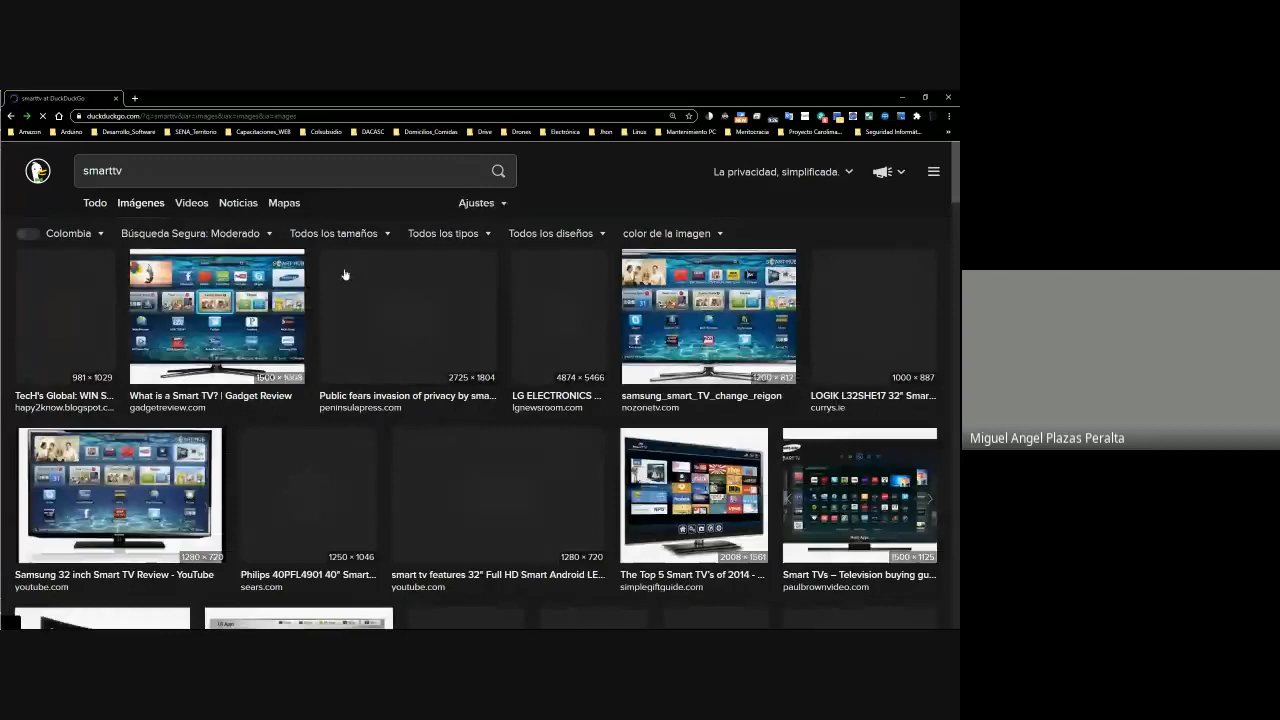 smarttv at DuckDuckGo
duckduckgo.com/?q=smarttv&iar=images&iax=images&ia=images
Amazon Arduino Desarrollo_Software SENA_Territorio Capacitaciones_WEB Colsubsidio DACASC Domicilios_Comidas Drive Drones Electrónica Jhon Linus Mantenimiento PC Meritocracia Proyecto Carolima... Seguridad Informát...
smarttv
La privacidad, simplificada.
Todo Imágenes Videos Noticias Mapas Ajustes
Colombia Búsqueda Segura: Moderado Todos los tamaños Todos los tipos Todos los diseños color de la imagen
981 × 1029 2725 × 1804 4874 × 5466 1200 × 812 1000 × 887
TecH's Global: WIN S... What is a Smart TV? | Gadget Review Public fears invasion of privacy by sma... LG ELECTRONICS ... samsung_smart_TV_change_reigon LOGIK L32SHE17 32" Smar...
hapy2know.blogspot.c... gadgetreview.com peninsulapress.com lgnewsroom.com nozonetv.com currys.ie
1280 × 720 1250 × 1046 1280 × 720 2008 × 1561 1500 × 1125
Samsung 32 inch Smart TV Review - YouTube Philips 40PFL4901 40" Smart... smart tv features 32" Full HD Smart Android LE... The Top 5 Smart TV's of 2014 - ... Smart TVs – Television buying gu...
youtube.com sears.com youtube.com simplegiftguide.com paulbrownvideo.com
Miguel Angel Plazas Peralta